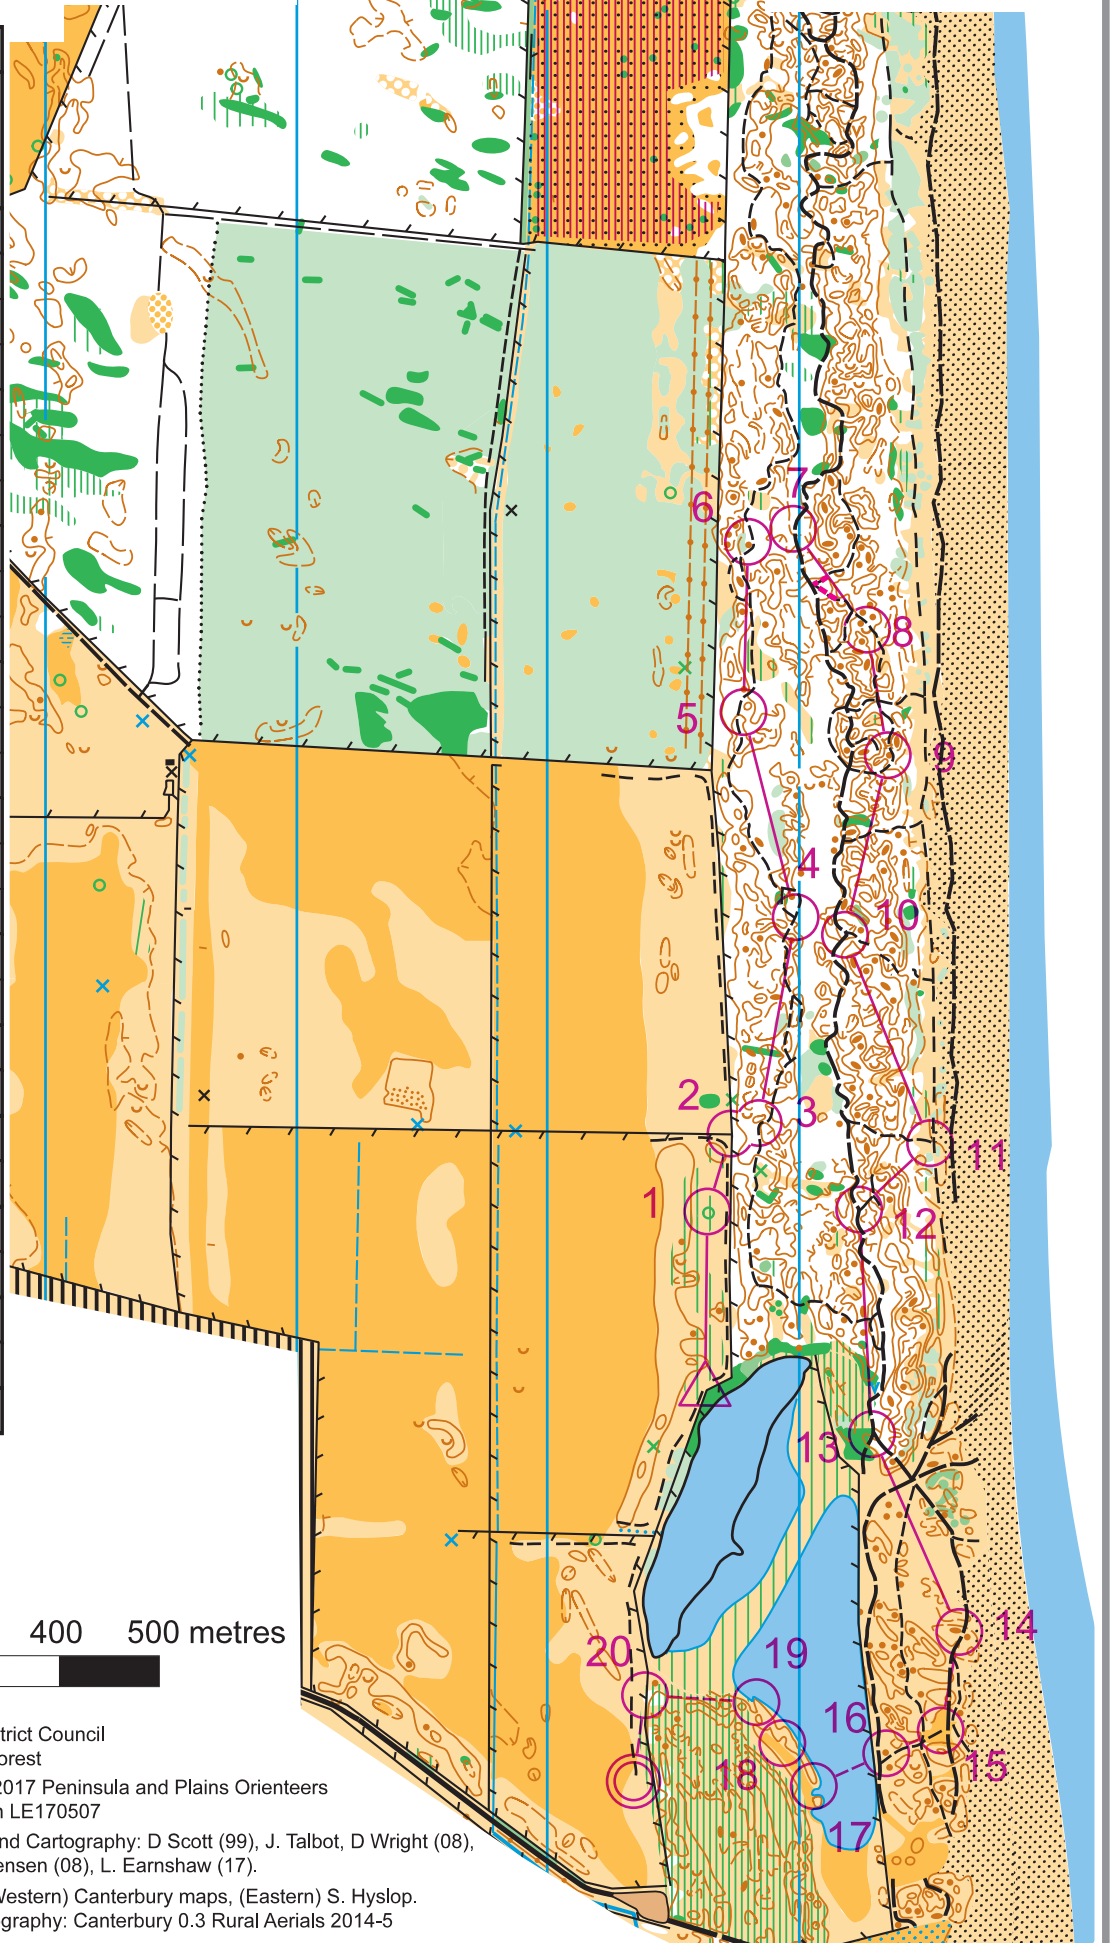 7
6
8
5
9
4
10
2
3
11
1
12
13
400 500 metres
14
20
19
16
15
18
17
trict Council
orest
2017 Peninsula and Plains Orienteers
LE170507
nd Cartography: D Scott (99), J. Talbot, D Wright (08),
ensen (08), L. Earnshaw (17).
Western) Canterbury maps, (Eastern) S. Hyslop.
ography: Canterbury 0.3 Rural Aerials 2014-5